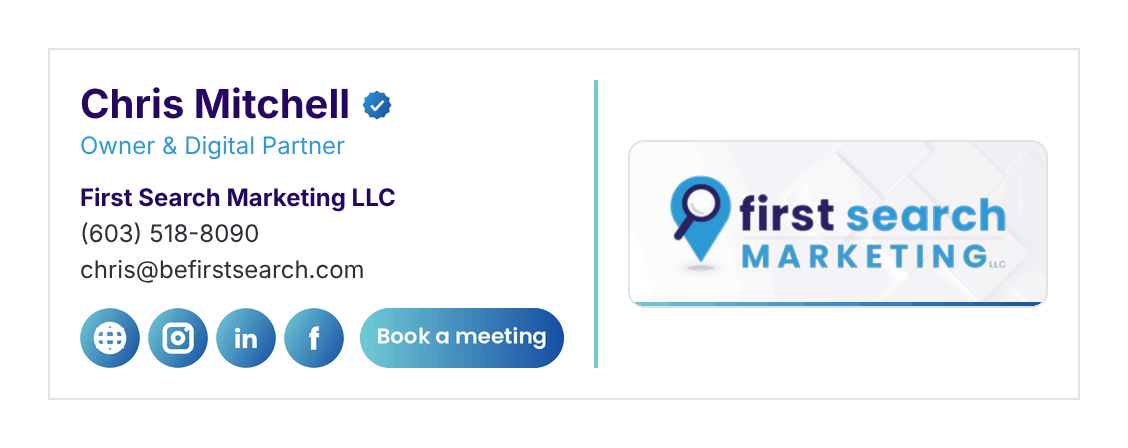 Chris Mitchell
Owner & Digital Partner
First Search Marketing LLC
(603) 518-8090
chris@befirstsearch.com
in
f
Book a meeting
first search
MARKETING LLC